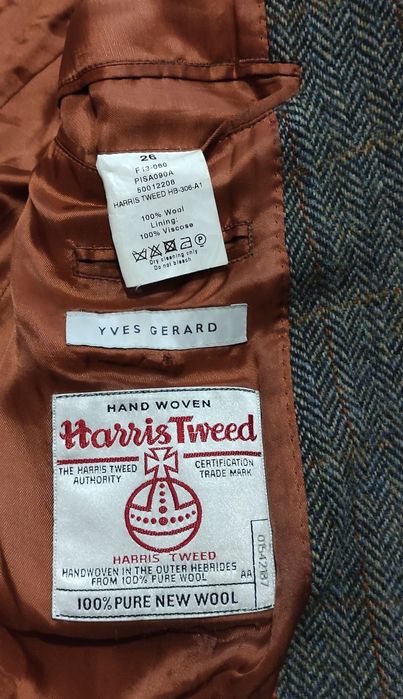 26
F13-060
PISA090A
50012208
HARRIS TWEED HB-306-A1
100% Wool
Lining:
100% Viscose
P
Dry cleaning only
Do not bleach
YVES GERARD
HAND WOVEN
Harris Tweed
THE HARRIS TWEED
AUTHORITY
CERTIFICATION
TRADE MARK
HARRIS TWEED
HANDWOVEN IN THE OUTER HEBRIDES
FROM 100% PURE WOOL
AA
01542187
100% PURE NEW WOOL